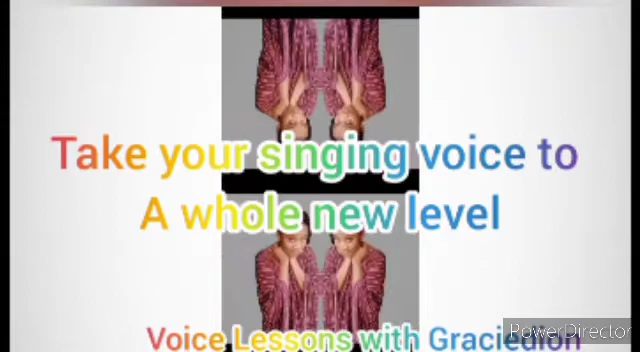 Take your singing voice to
A whole new level
PowerDirector
Voice Lessons with Graciedion